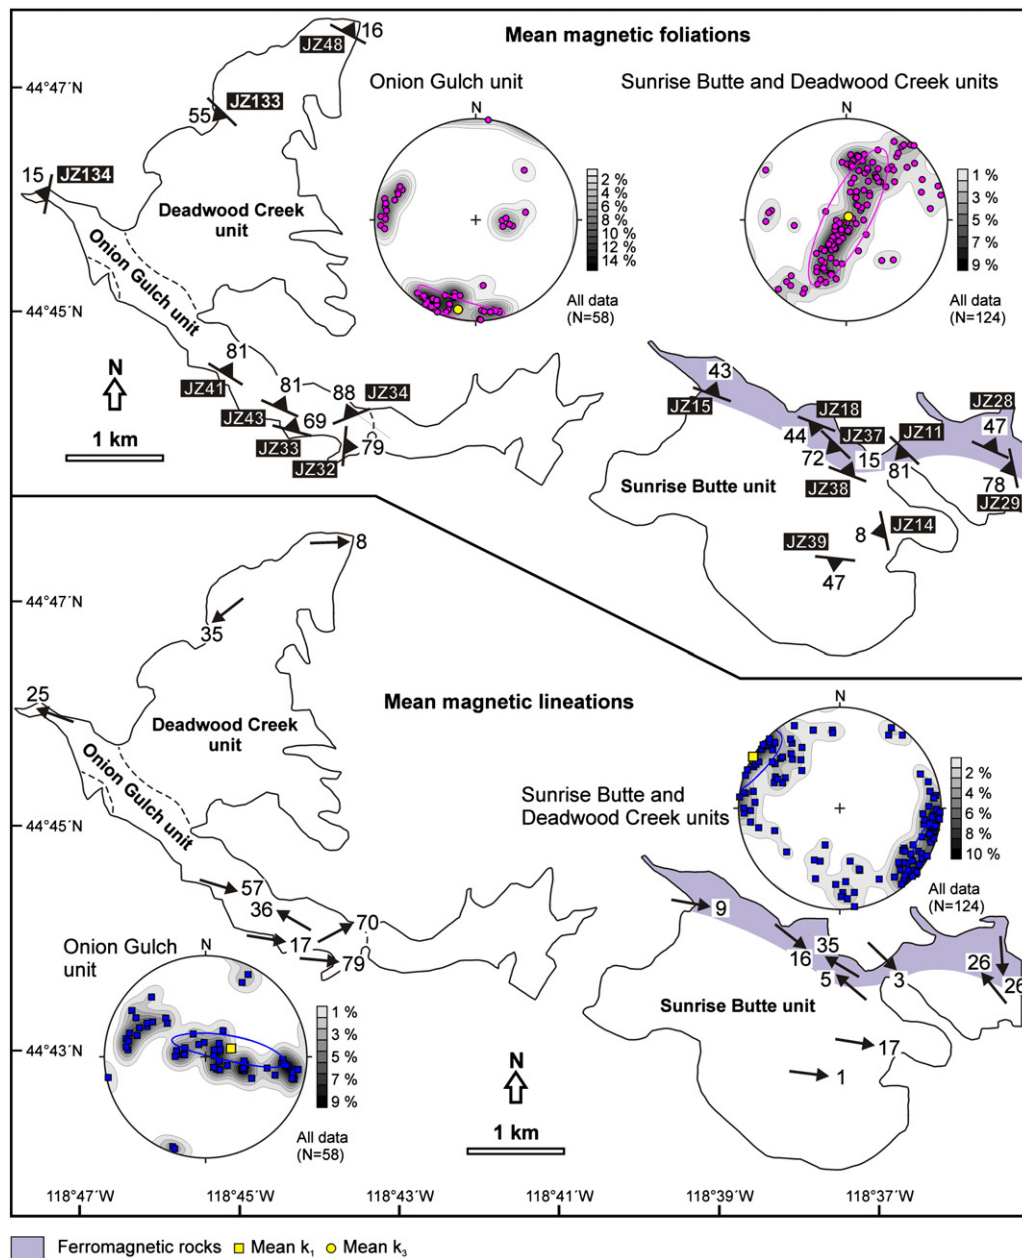 Mean magnetic foliations
JZ48
16
44°47´N
JZ133
55
15
JZ134
Deadwood Creek
unit
Onion Gulch unit
44°45´N
Onion Gulch unit
N
2 %
4 %
6 %
8 %
10 %
12 %
14 %
All data
(N=58)
Sunrise Butte and Deadwood Creek units
N
1 %
3 %
5 %
7 %
9 %
All data
(N=124)
N
1 km
81
JZ41
81
JZ43
69
JZ33
88
JZ34
JZ32
79
43
JZ15
JZ18
44
JZ37
72
15
JZ38
JZ11
81
JZ28
47
78
JZ29
Sunrise Butte unit
JZ39
47
8
JZ14
Mean magnetic lineations
8
44°47´N
35
25
Deadwood Creek
unit
Onion Gulch unit
44°45´N
Sunrise Butte and
Deadwood Creek units
N
2 %
4 %
6 %
8 %
10 %
All data
(N=124)
57
36
17
70
79
9
16
35
5
3
26
26
Sunrise Butte unit
17
1
Onion Gulch
unit
N
1 %
3 %
5 %
7 %
9 %
All data
(N=58)
44°43´N
N
1 km
118°47´W
118°45´W
118°43´W
118°41´W
118°39´W
118°37´W
Ferromagnetic rocks
Mean k₁
Mean k₃